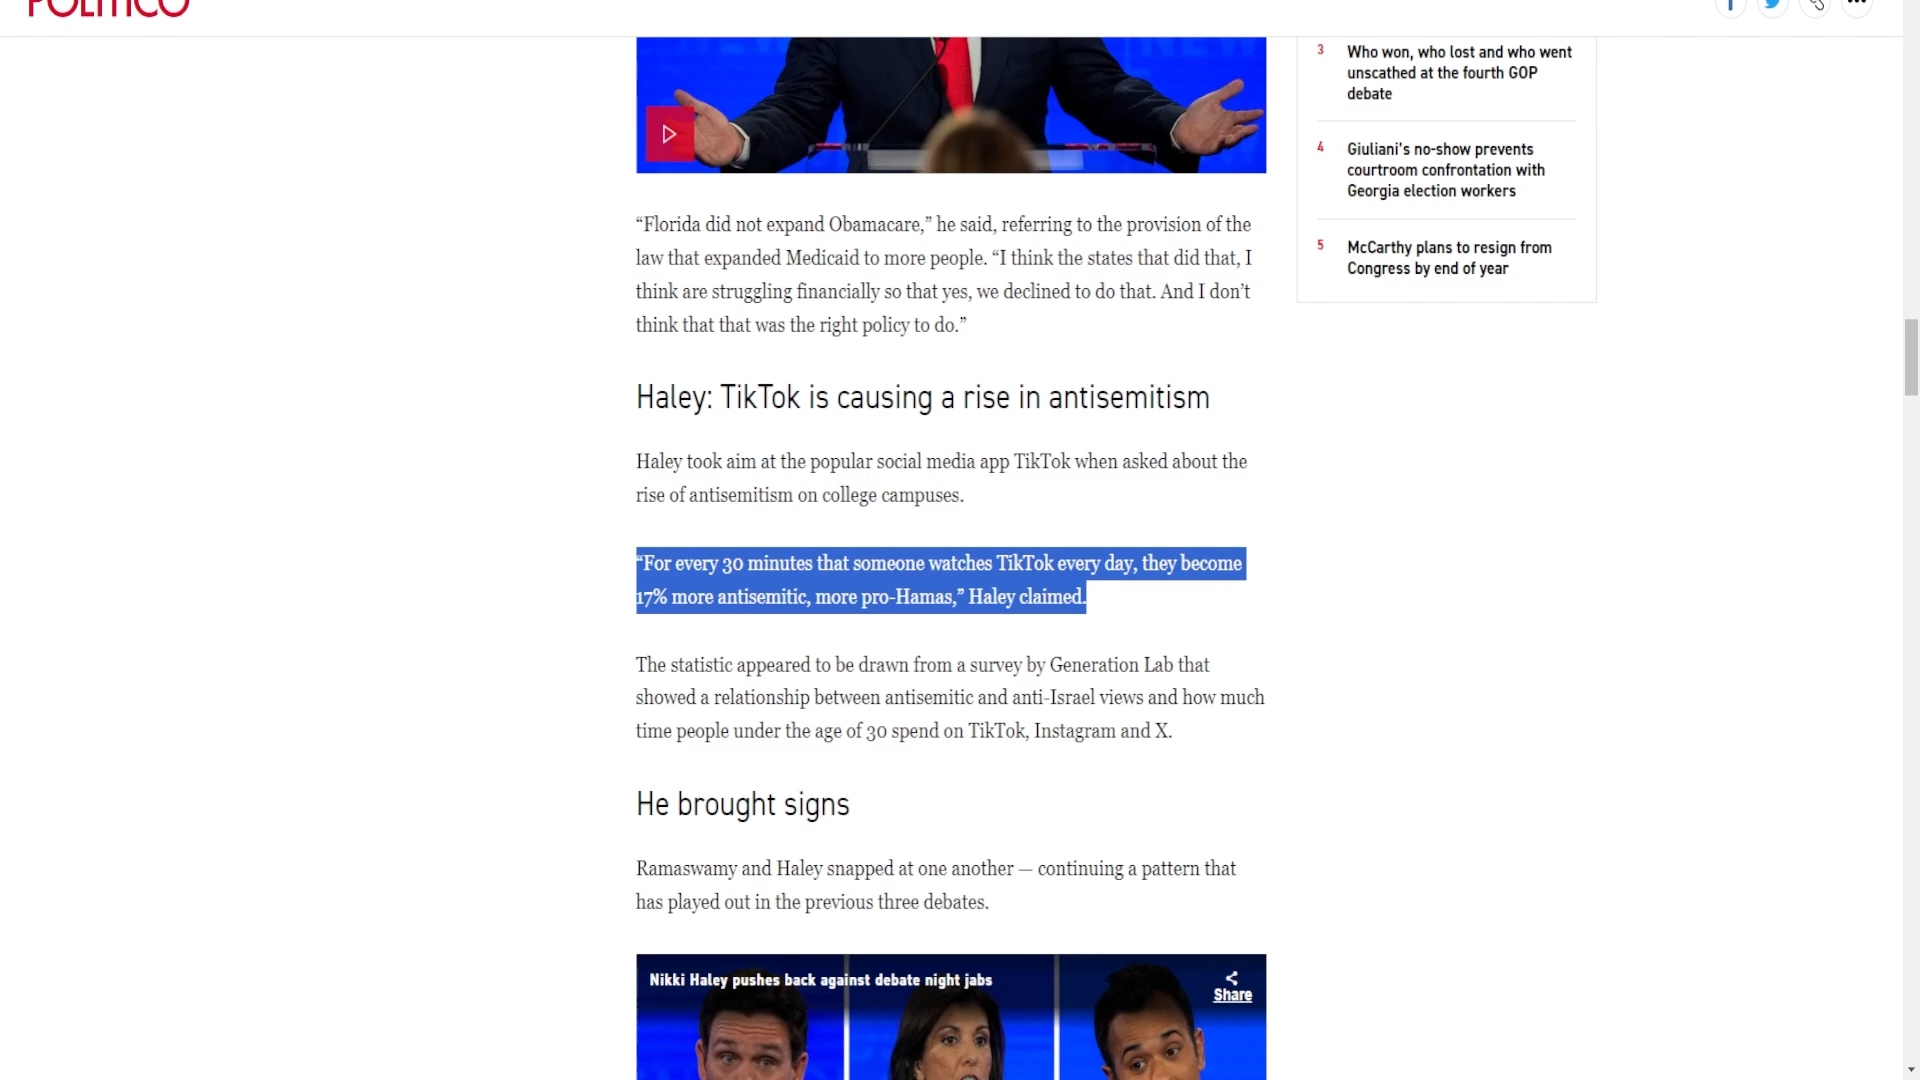 POLITICO
3
Who won, who lost and who went
unscathed at the fourth GOP
debate
4
Giuliani’s no-show prevents
courtroom confrontation with
Georgia election workers
5
McCarthy plans to resign from
Congress by end of year
“Florida did not expand Obamacare,” he said, referring to the provision of the
law that expanded Medicaid to more people. “I think the states that did that, I
think are struggling financially so that yes, we declined to do that. And I don’t
think that that was the right policy to do.”
Haley: TikTok is causing a rise in antisemitism
Haley took aim at the popular social media app TikTok when asked about the
rise of antisemitism on college campuses.
“For every 30 minutes that someone watches TikTok every day, they become
17% more antisemitic, more pro-Hamas,” Haley claimed.
The statistic appeared to be drawn from a survey by Generation Lab that
showed a relationship between antisemitic and anti-Israel views and how much
time people under the age of 30 spend on TikTok, Instagram and X.
He brought signs
Ramaswamy and Haley snapped at one another — continuing a pattern that
has played out in the previous three debates.
Nikki Haley pushes back against debate night jabs
Share